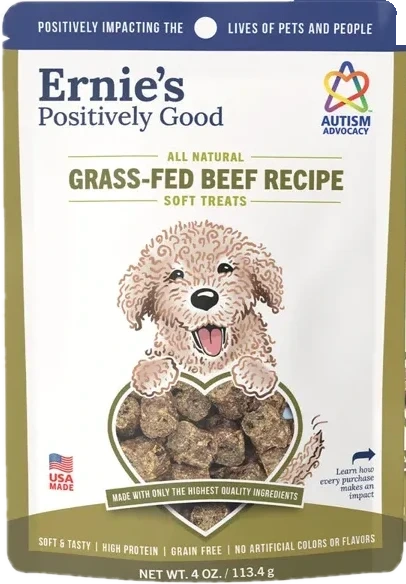 POSITIVELY IMPACTING THE LIVES OF PETS AND PEOPLE
Ernie's
Positively Good
AUTISM
ADVOCACY
ALL NATURAL
GRASS-FED BEEF RECIPE
SOFT TREATS
USA
MADE
Learn how
every purchase
makes an
impact
MADE WITH ONLY THE HIGHEST QUALITY INGREDIENTS
SOFT & TASTY | HIGH PROTEIN | GRAIN FREE | NO ARTIFICIAL COLORS OR FLAVORS
NET WT. 4 OZ. / 113.4 g